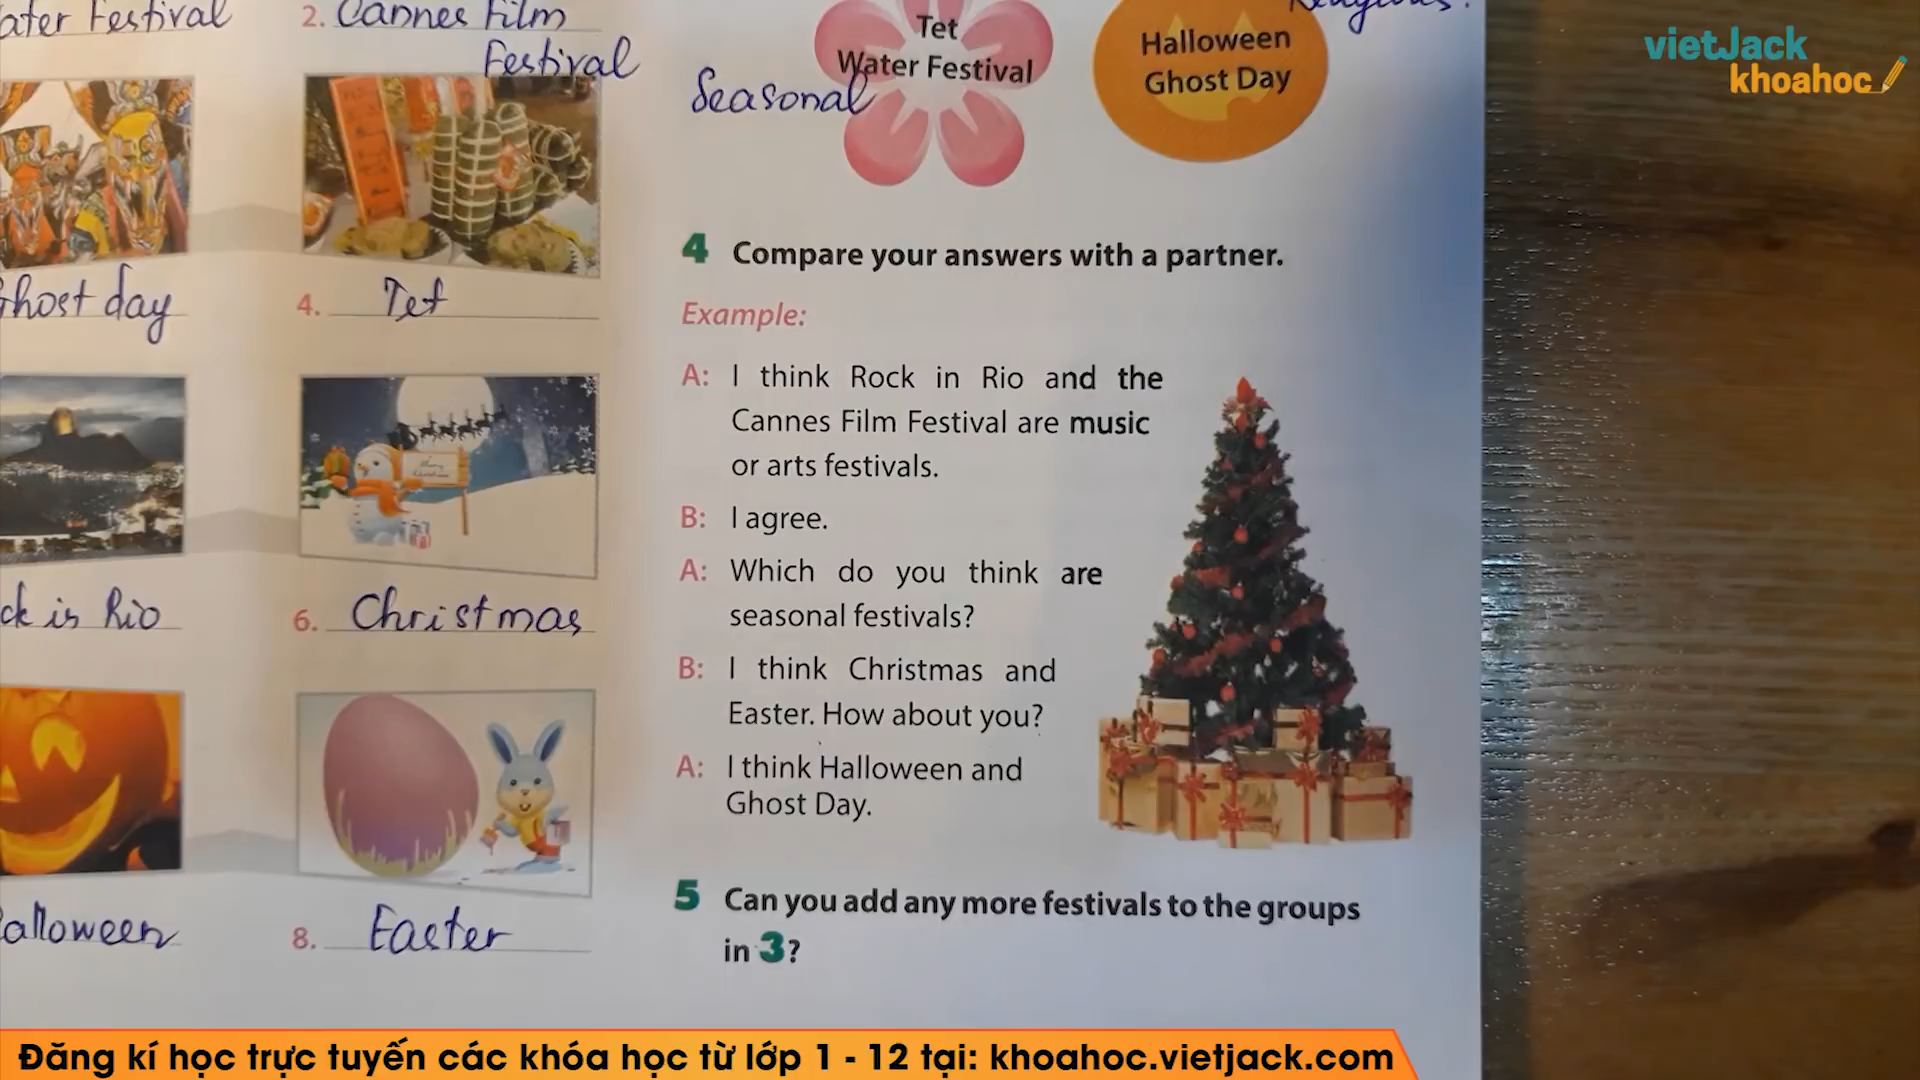 ater Festival
2. Cannes Film
Festival
Ghost day
4. Tet
ck in Rio
6. Christmas
alloween
8. Easter
Tet
Water Festival
Seasonal
Halloween
Ghost Day
4 Compare your answers with a partner.
Example:
A: I think Rock in Rio and the
Cannes Film Festival are music
or arts festivals.
B: I agree.
A: Which do you think are
seasonal festivals?
B: I think Christmas and
Easter. How about you?
A: I think Halloween and
Ghost Day.
5 Can you add any more festivals to the groups
in 3?
vietJack
khoahoc
Đăng kí học trực tuyến các khóa học từ lớp 1 - 12 tại: khoahoc.vietjack.com